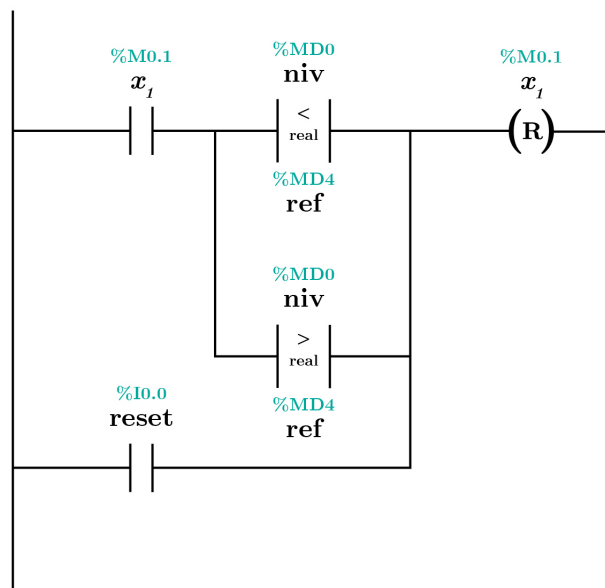 %MD0
%M0.1 niv %M0.1
x₁ < x₁
real (R)
%MD4
ref
%MD0
niv
>
real
%I0.0 %MD4
reset ref